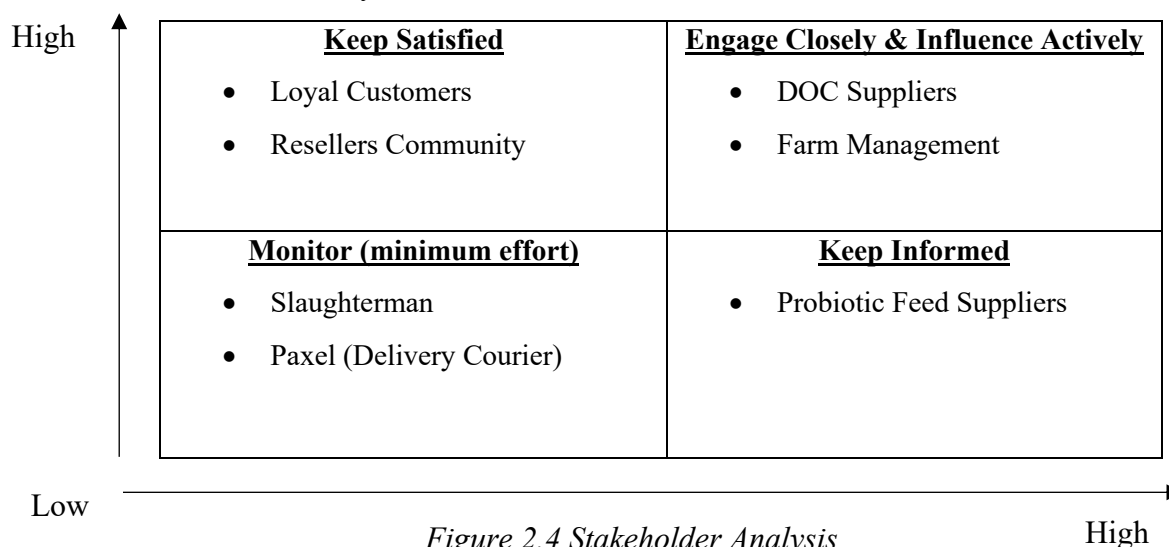 High
Keep Satisfied
• Loyal Customers
• Resellers Community
Engage Closely & Influence Actively
• DOC Suppliers
• Farm Management
Monitor (minimum effort)
• Slaughterman
• Paxel (Delivery Courier)
Keep Informed
• Probiotic Feed Suppliers
Low
High
Figure 2.4 Stakeholder Analysis